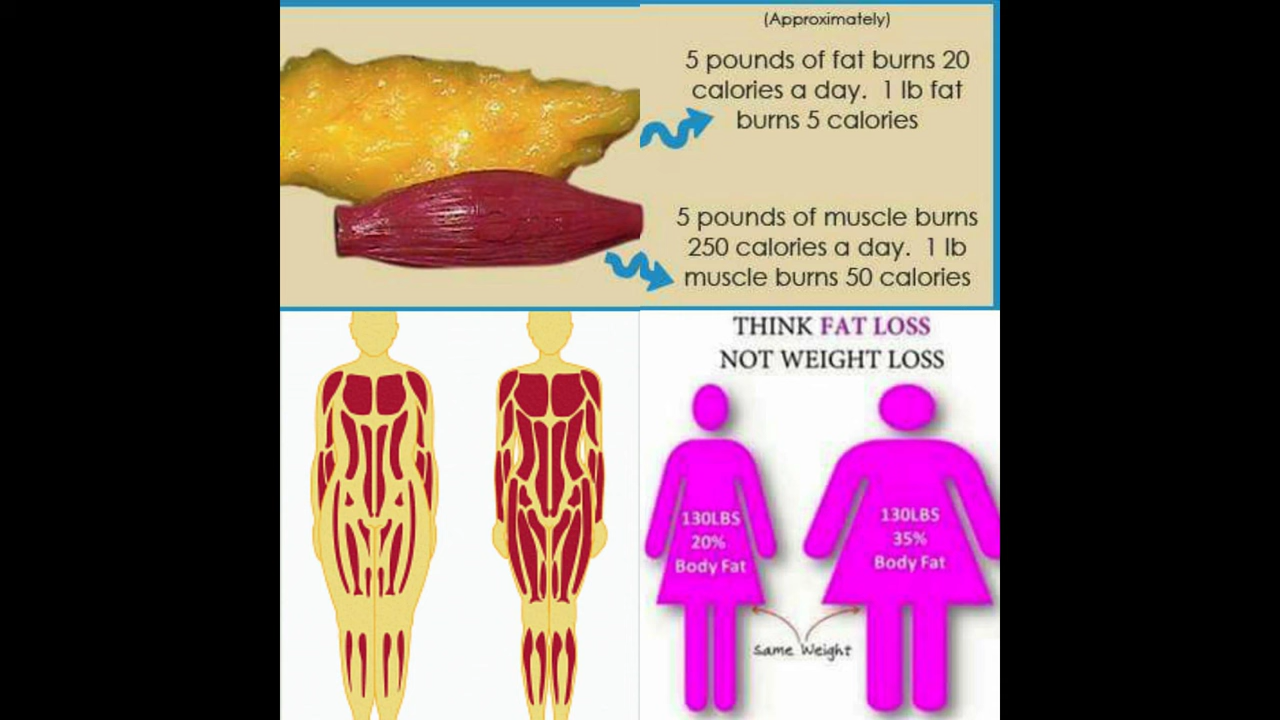 (Approximately)
5 pounds of fat burns 20
calories a day.  1 lb fat
burns 5 calories
5 pounds of muscle burns
250 calories a day.  1 lb
muscle burns 50 calories
THINK FAT LOSS
NOT WEIGHT LOSS
130LBS
20%
Body Fat
130LBS
35%
Body Fat
same Weight